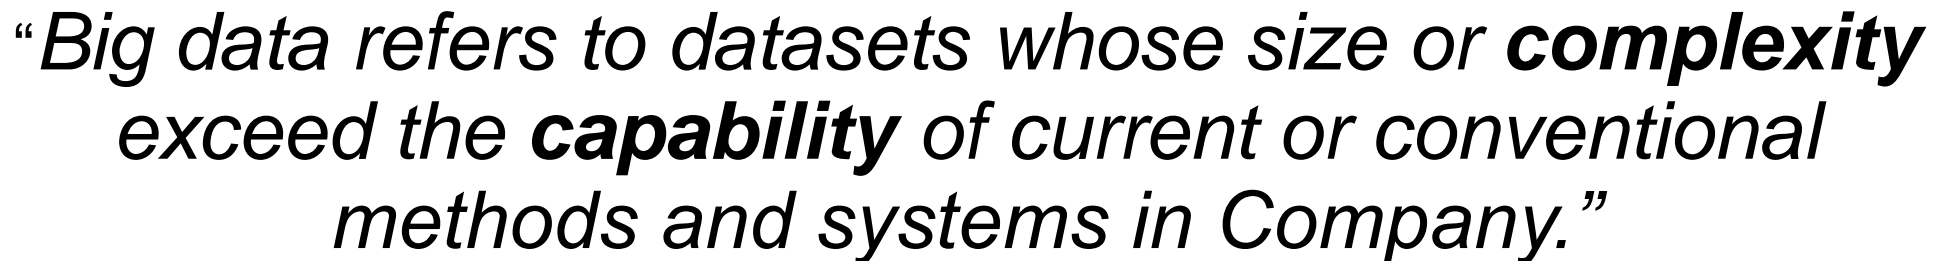 “Big data refers to datasets whose size or complexity
exceed the capability of current or conventional
methods and systems in Company.”